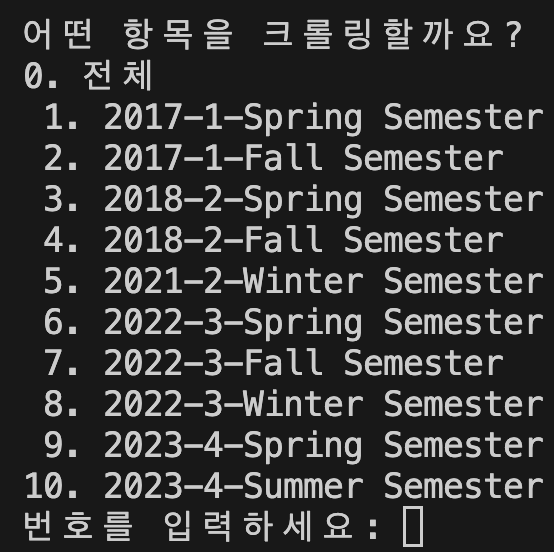 어떤 항목을 크롤링할까요?
0. 전체
1. 2017-1-Spring Semester
2. 2017-1-Fall Semester
3. 2018-2-Spring Semester
4. 2018-2-Fall Semester
5. 2021-2-Winter Semester
6. 2022-3-Spring Semester
7. 2022-3-Fall Semester
8. 2022-3-Winter Semester
9. 2023-4-Spring Semester
10. 2023-4-Summer Semester
번호를 입력하세요: